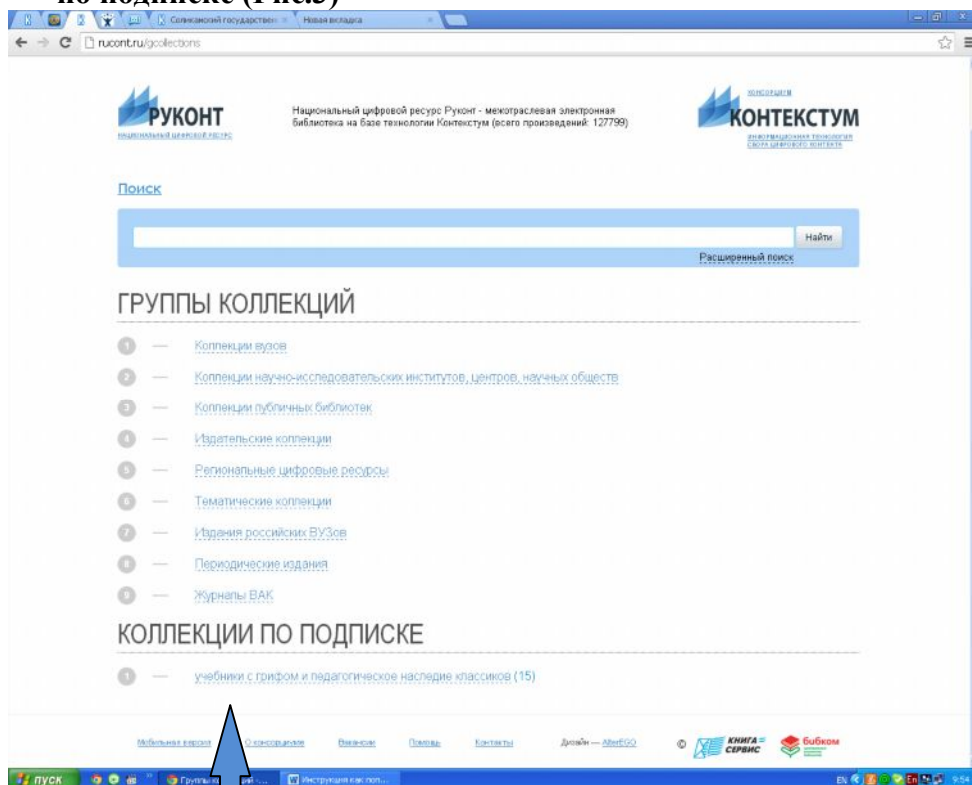 по подписке (Рис.3)
Соликамский государствен
Новая вкладка
rucont.ru/gcollections
РУКОНТ
НАЦИОНАЛЬНЫЙ ЦИФРОВОЙ РЕСУРС
Национальный цифровой ресурс Руконт - межотраслевая электронная
библиотека на базе технологии Контекстум (всего произведений: 127799)
КОНСОРЦИУМ
КОНТЕКСТУМ
ИНФОРМАЦИОННАЯ ТЕХНОЛОГИЯ
СБОРА ЦИФРОВОГО КОНТЕНТА
Поиск
Найти
Расширенный поиск
ГРУППЫ КОЛЛЕКЦИЙ
1 — Коллекции вузов
2 — Коллекции научно-исследовательских институтов, центров, научных обществ
3 — Коллекции публичных библиотек
4 — Издательские коллекции
5 — Региональные цифровые ресурсы
6 — Тематические коллекции
7 — Издания российских ВУЗов
8 — Периодические издания
9 — Журналы ВАК
КОЛЛЕКЦИИ ПО ПОДПИСКЕ
1 — учебники с грифом и педагогическое наследие классиков (15)
Мобильная версия О консорциуме Вакансии Помощь Контакты Дизайн — AlterEGO © КНИГА СЕРВИС бибком
пуск Группы Инструкция как поп... EN En 9:54